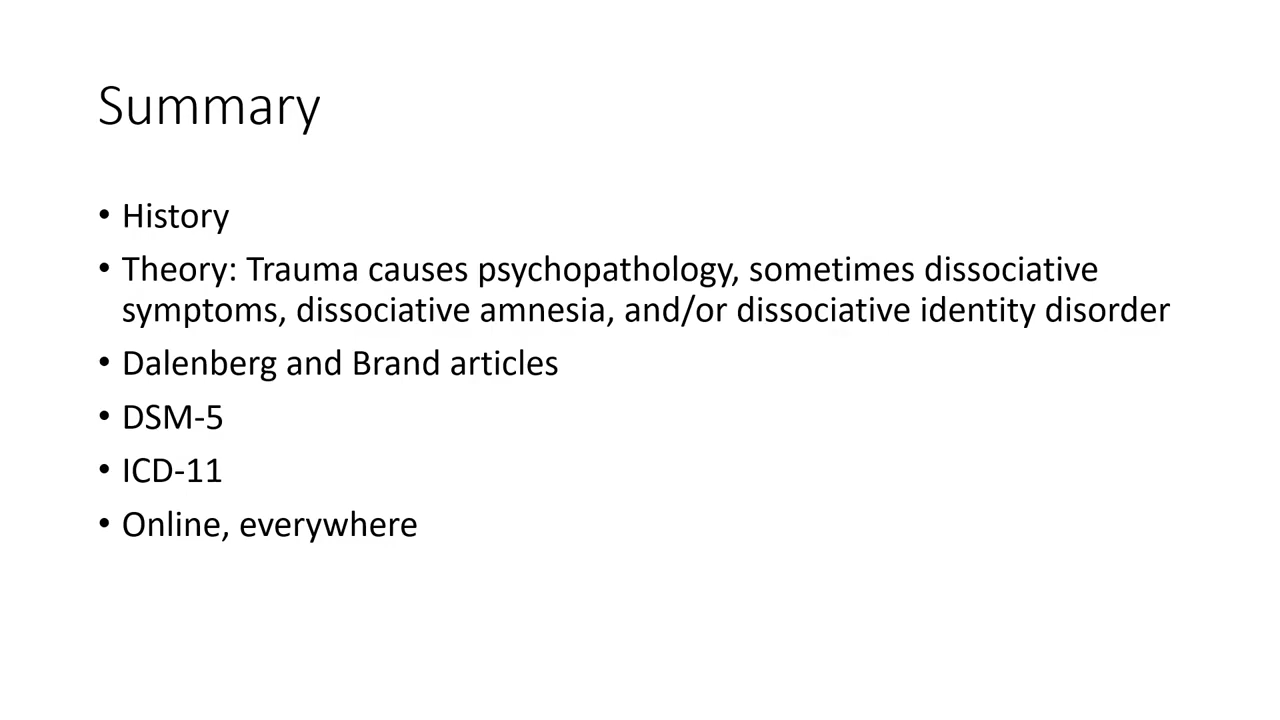 Summary
• History
• Theory: Trauma causes psychopathology, sometimes dissociative
symptoms, dissociative amnesia, and/or dissociative identity disorder
• Dalenberg and Brand articles
• DSM-5
• ICD-11
• Online, everywhere